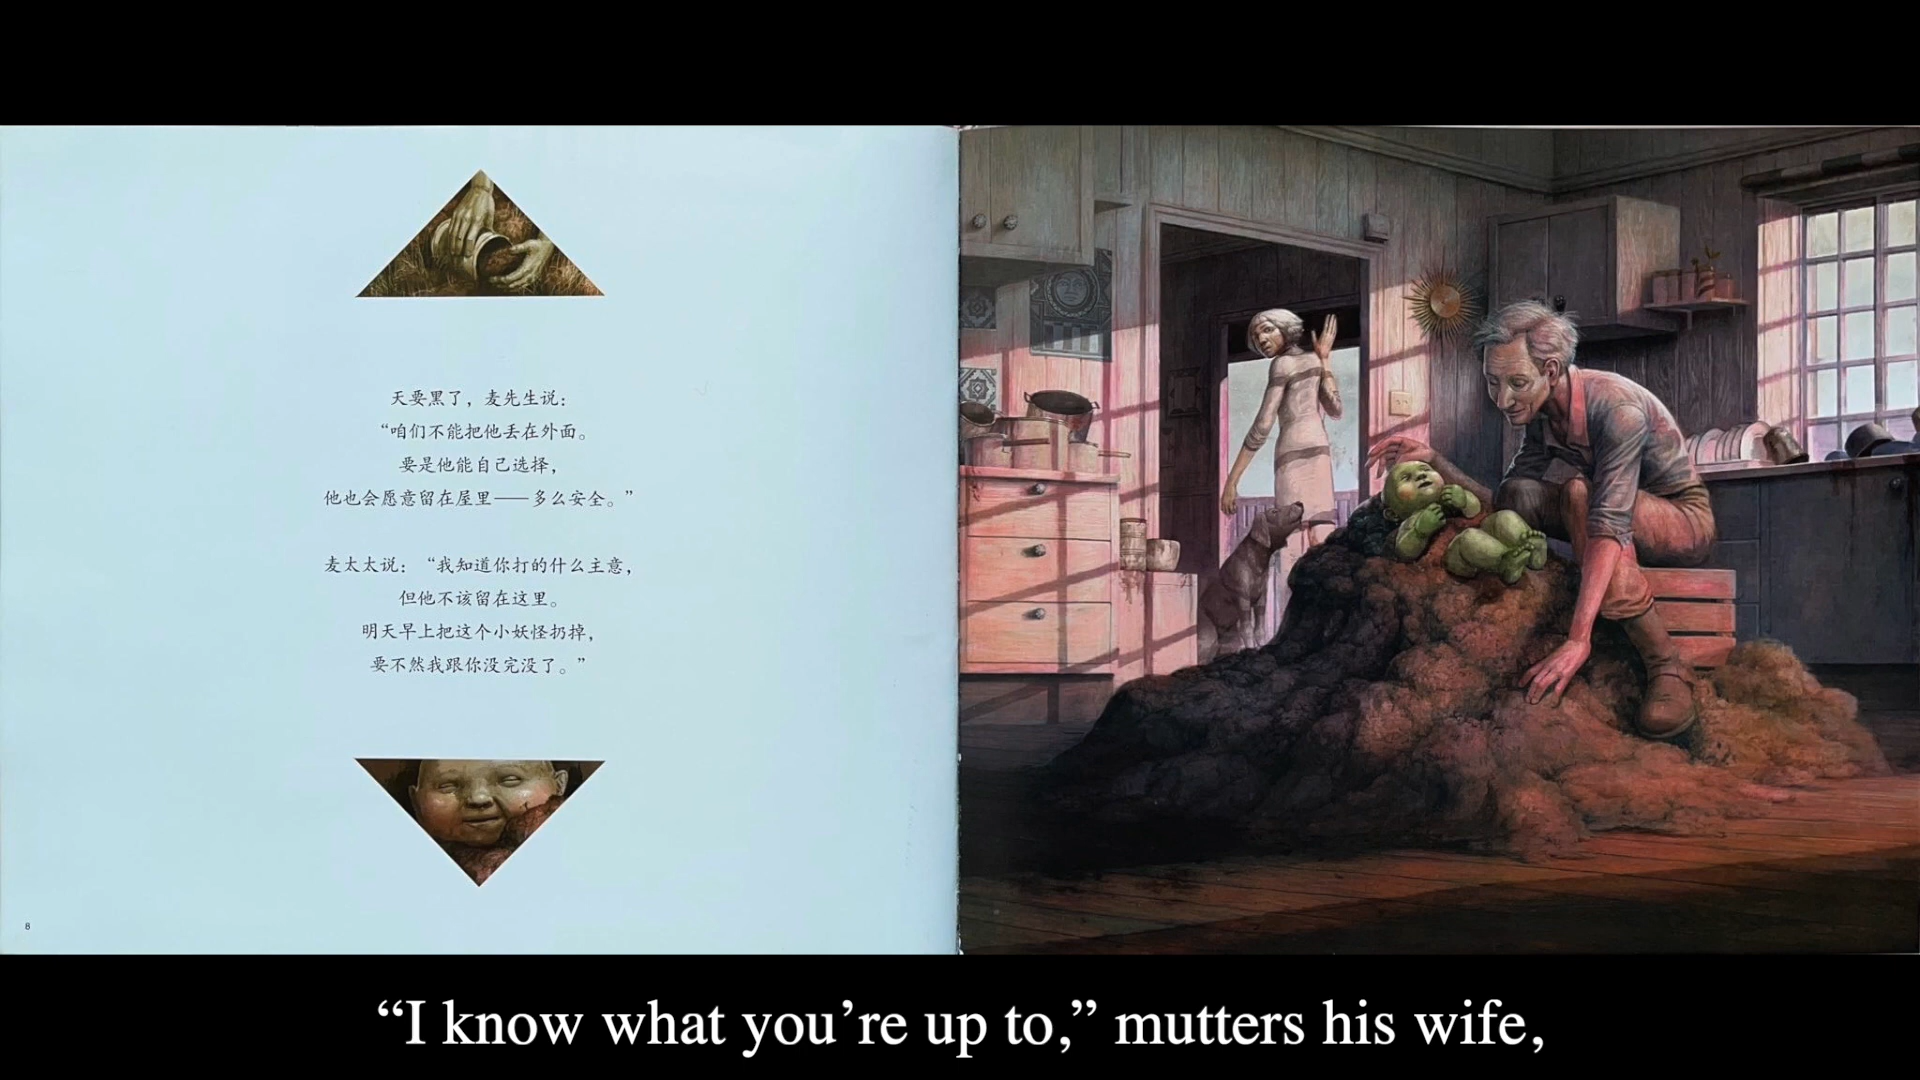 天要黑了，麦先生说：
“咱们不能把他丢在外面。
要是他能自己选择，
他也会愿意留在屋里——多么安全。”
麦太太说：“我知道你打的什么主意，
但他不该留在这里。
明天早上把这个小妖怪扔掉，
要不然我跟你没完没了。”
8
“I know what you’re up to,” mutters his wife,